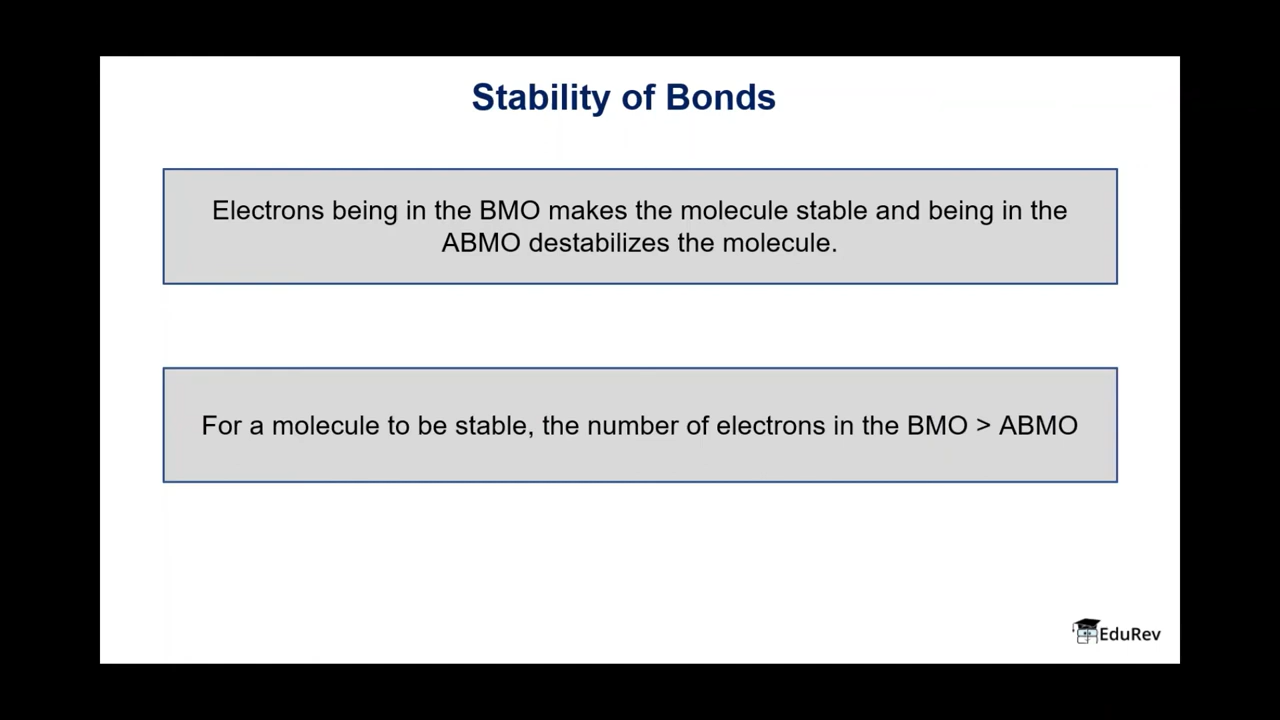 Stability of Bonds
Electrons being in the BMO makes the molecule stable and being in the
ABMO destabilizes the molecule.
For a molecule to be stable, the number of electrons in the BMO > ABMO
EduRev